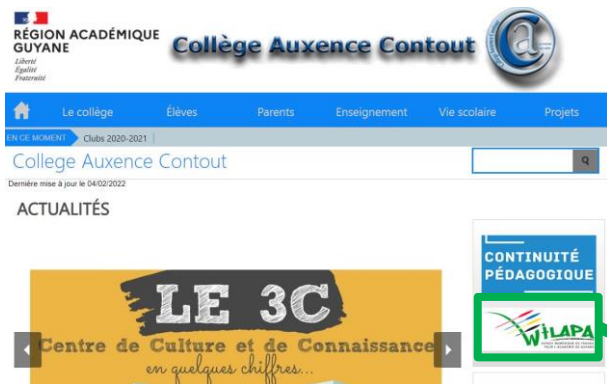 RÉGION ACADÉMIQUE
GUYANE
Liberté
Égalité
Fraternité
Collège Auxence Contout
Le collège Élèves Parents Enseignement Vie scolaire Projets
EN CE MOMENT Clubs 2020-2021
College Auxence Contout
Dernière mise à jour le 04/02/2022
ACTUALITÉS
CONTINUITÉ
PÉDAGOGIQUE
LE 3C
Centre de Culture et de Connaissance
en quelques chiffres...
WILAPA